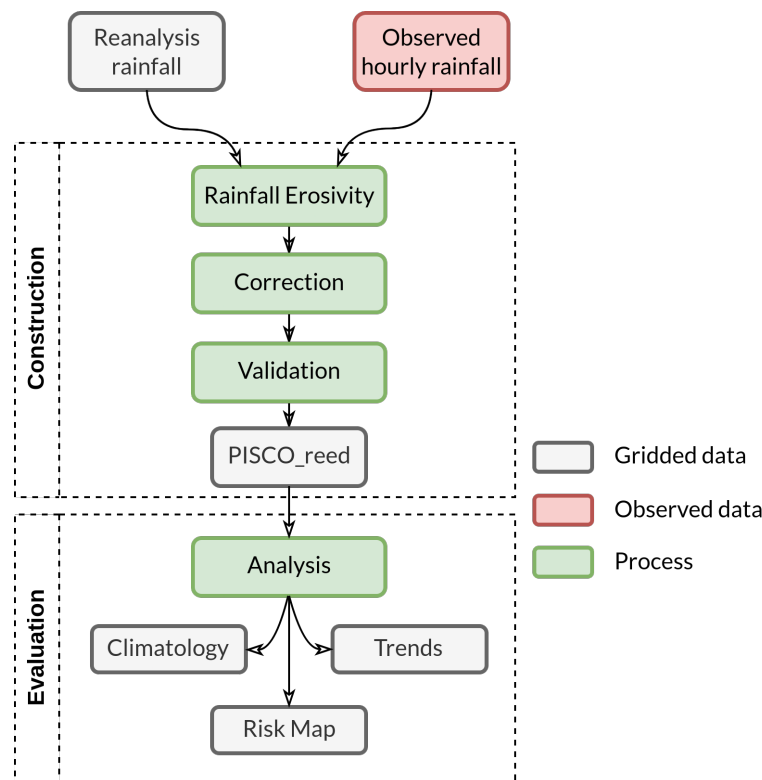 Reanalysis
rainfall
Observed
hourly rainfall
Construction
Rainfall Erosivity
Correction
Validation
PISCO_reed
Gridded data
Observed data
Process
Evaluation
Analysis
Climatology
Trends
Risk Map